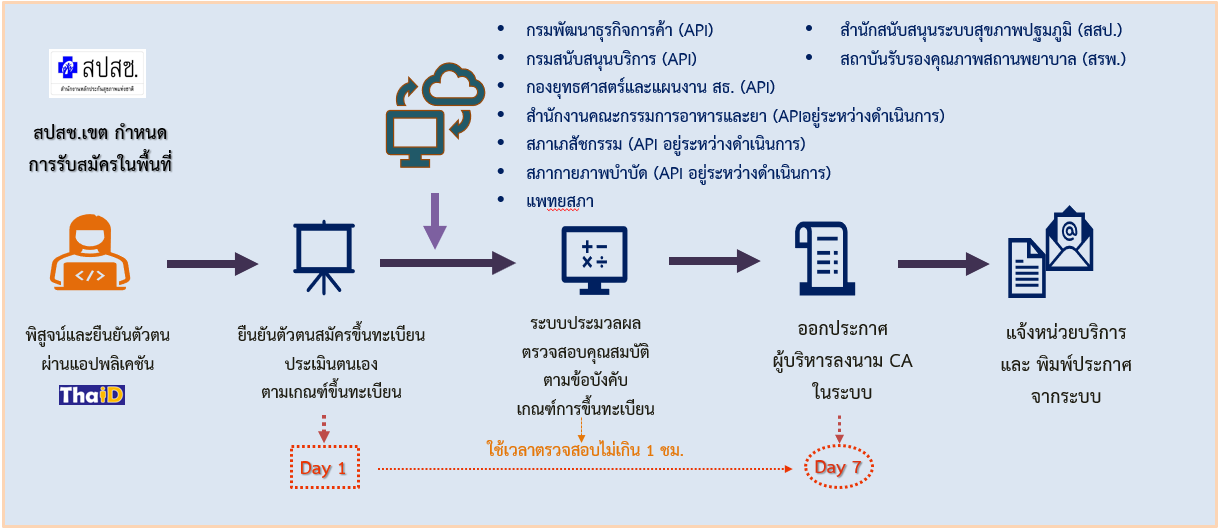 สปสช.
สำนักงานหลักประกันสุขภาพแห่งชาติ
สปสช.เขต กำหนด
การรับสมัครในพื้นที่
• กรมพัฒนาธุรกิจการค้า (API)
• กรมสนับสนุนบริการ (API)
• กองยุทธศาสตร์และแผนงาน สธ. (API)
• สำนักงานคณะกรรมการอาหารและยา (APIอยู่ระหว่างดำเนินการ)
• สภาเภสัชกรรม (API อยู่ระหว่างดำเนินการ)
• สภากายภาพบำบัด (API อยู่ระหว่างดำเนินการ)
• แพทยสภา
• สำนักสนับสนุนระบบสุขภาพปฐมภูมิ (สสป.)
• สถาบันรับรองคุณภาพสถานพยาบาล (สรพ.)
พิสูจน์และยืนยันตัวตน
ผ่านแอปพลิเคชัน
ThaiD
ยืนยันตัวตนสมัครขึ้นทะเบียน
ประเมินตนเอง
ตามเกณฑ์ขึ้นทะเบียน
ระบบประมวลผล
ตรวจสอบคุณสมบัติ
ตามข้อบังคับ
เกณฑ์การขึ้นทะเบียน
ออกประกาศ
ผู้บริหารลงนาม CA
ในระบบ
แจ้งหน่วยบริการ
และ พิมพ์ประกาศ
จากระบบ
Day 1
ใช้เวลาตรวจสอบไม่เกิน 1 ชม.
Day 7